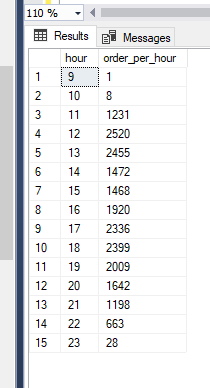 110 %
Results Messages
hour order_per_hour
1 9 1
2 10 8
3 11 1231
4 12 2520
5 13 2455
6 14 1472
7 15 1468
8 16 1920
9 17 2336
10 18 2399
11 19 2009
12 20 1642
13 21 1198
14 22 663
15 23 28